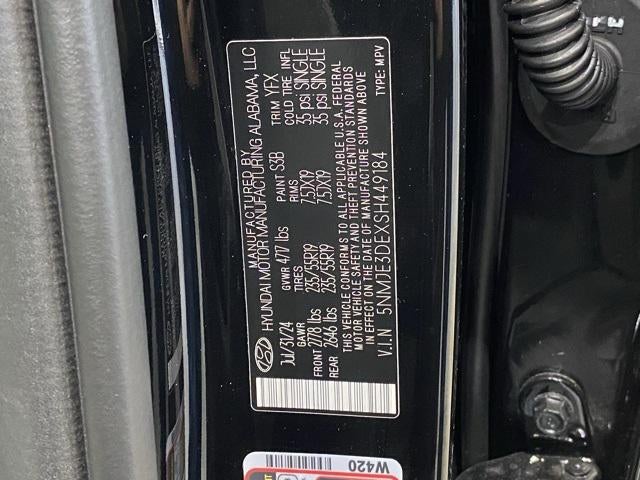 MANUFACTURED BY
HYUNDAI MOTOR MANUFACTURING ALABAMA, LLC
Jul/31/24 GVWR 4717 lbs PAINT S3B TRIM YFX
GAWR TIRES RIMS COLD TIRE INFL
FRONT 2778 lbs 235/55R19 7.5JX19 35 psi SINGLE
REAR 2646 lbs 235/55R19 7.5JX19 35 psi SINGLE
THIS VEHICLE CONFORMS TO ALL APPLICABLE U.S.A. FEDERAL
MOTOR VEHICLE SAFETY AND THEFT PREVENTION STANDARDS
IN EFFECT ON THE DATE OF MANUFACTURE SHOWN ABOVE
V.I.N 5NMJE3DEXSH449184 TYPE: MPV
W420